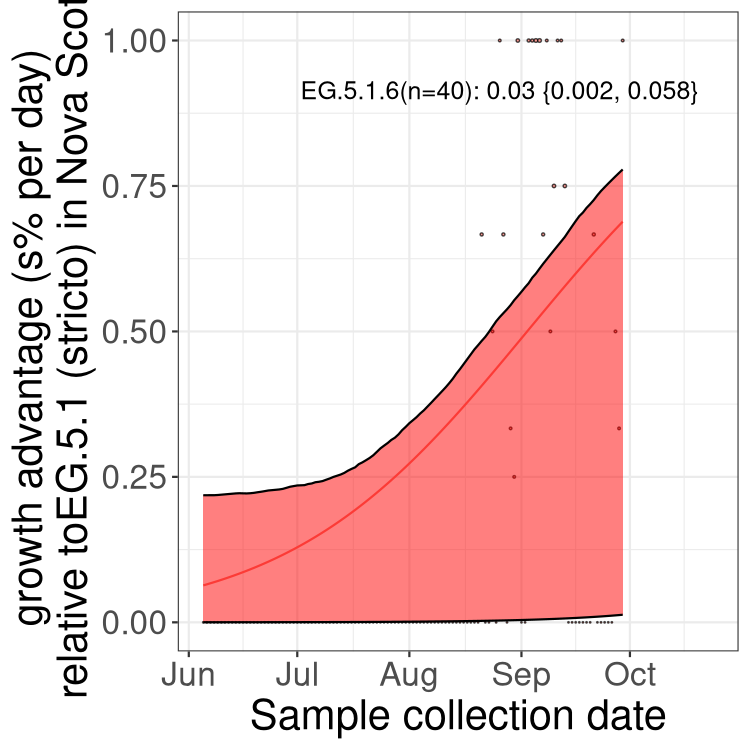 growth advantage (s% per day)
relative toEG.5.1 (stricto) in Nova Scot
1.00
0.75
0.50
0.25
0.00
EG.5.1.6(n=40): 0.03 {0.002, 0.058}
Jun Jul Aug Sep Oct
Sample collection date